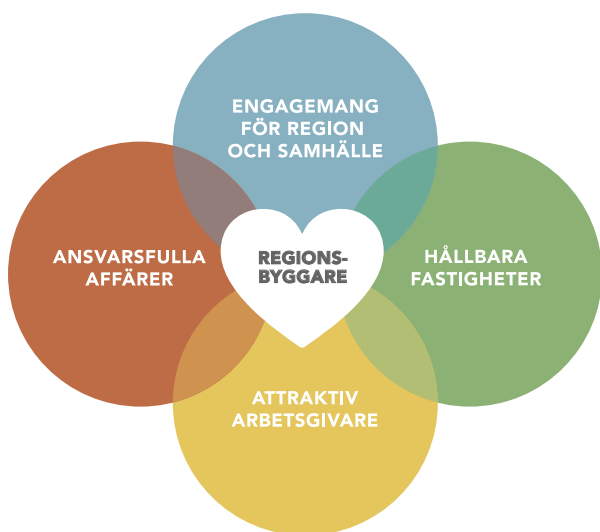 ENGAGEMANG
FÖR REGION
OCH SAMHÄLLE
ANSVARSFULLA
AFFÄRER
REGIONS-
BYGGARE
HÅLLBARA
FASTIGHETER
ATTRAKTIV
ARBETSGIVARE